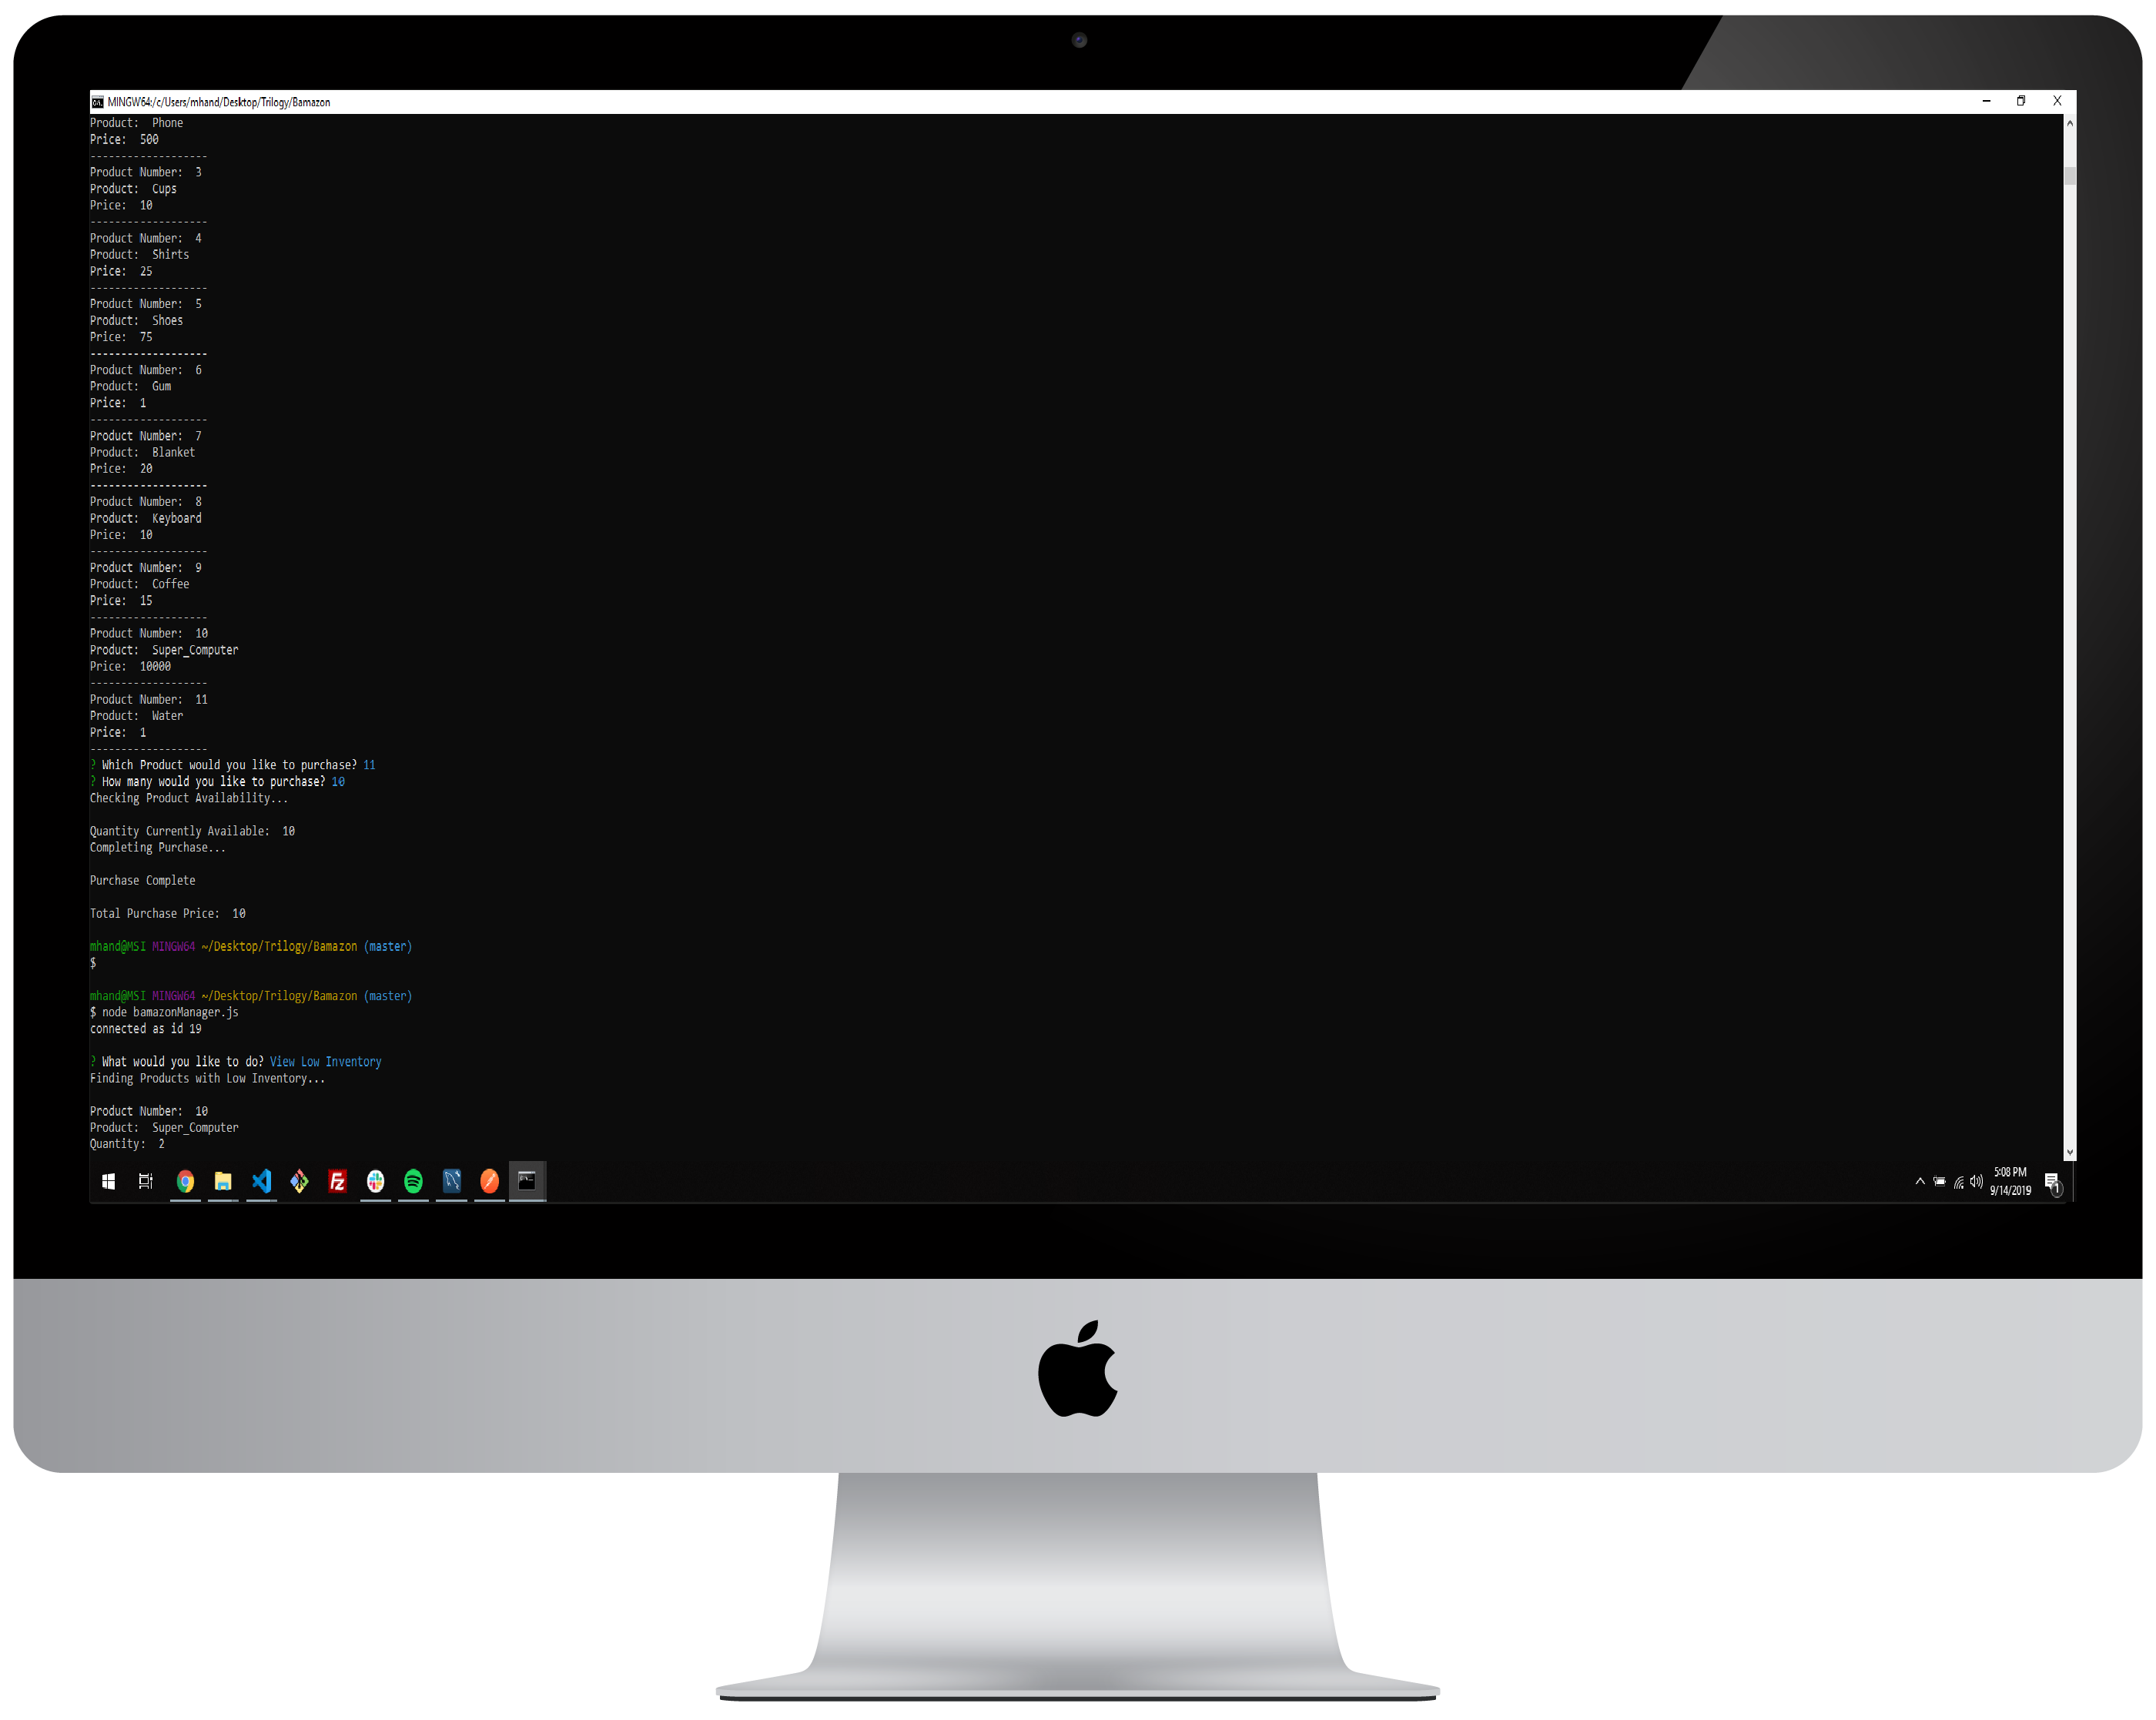 MINGW64:/c/Users/mhand/Desktop/Trilogy/Bamazon
Product:  Phone
Price:  500
-------------------
Product Number:  3
Product:  Cups
Price:  10
-------------------
Product Number:  4
Product:  Shirts
Price:  25
-------------------
Product Number:  5
Product:  Shoes
Price:  75
-------------------
Product Number:  6
Product:  Gum
Price:  1
-------------------
Product Number:  7
Product:  Blanket
Price:  20
-------------------
Product Number:  8
Product:  Keyboard
Price:  10
-------------------
Product Number:  9
Product:  Coffee
Price:  15
-------------------
Product Number:  10
Product:  Super_Computer
Price:  10000
-------------------
Product Number:  11
Product:  Water
Price:  1
-------------------
? Which Product would you like to purchase? 11
? How many would you like to purchase? 10
Checking Product Availability...
Quantity Currently Available:  10
Completing Purchase...
Purchase Complete
Total Purchase Price:  10
mhand@MSI MINGW64 ~/Desktop/Trilogy/Bamazon (master)
$
mhand@MSI MINGW64 ~/Desktop/Trilogy/Bamazon (master)
$ node bamazonManager.js
connected as id 19
? What would you like to do? View Low Inventory
Finding Products with Low Inventory...
Product Number:  10
Product:  Super_Computer
Quantity:  2
Fz
5:08 PM
9/14/2019
1